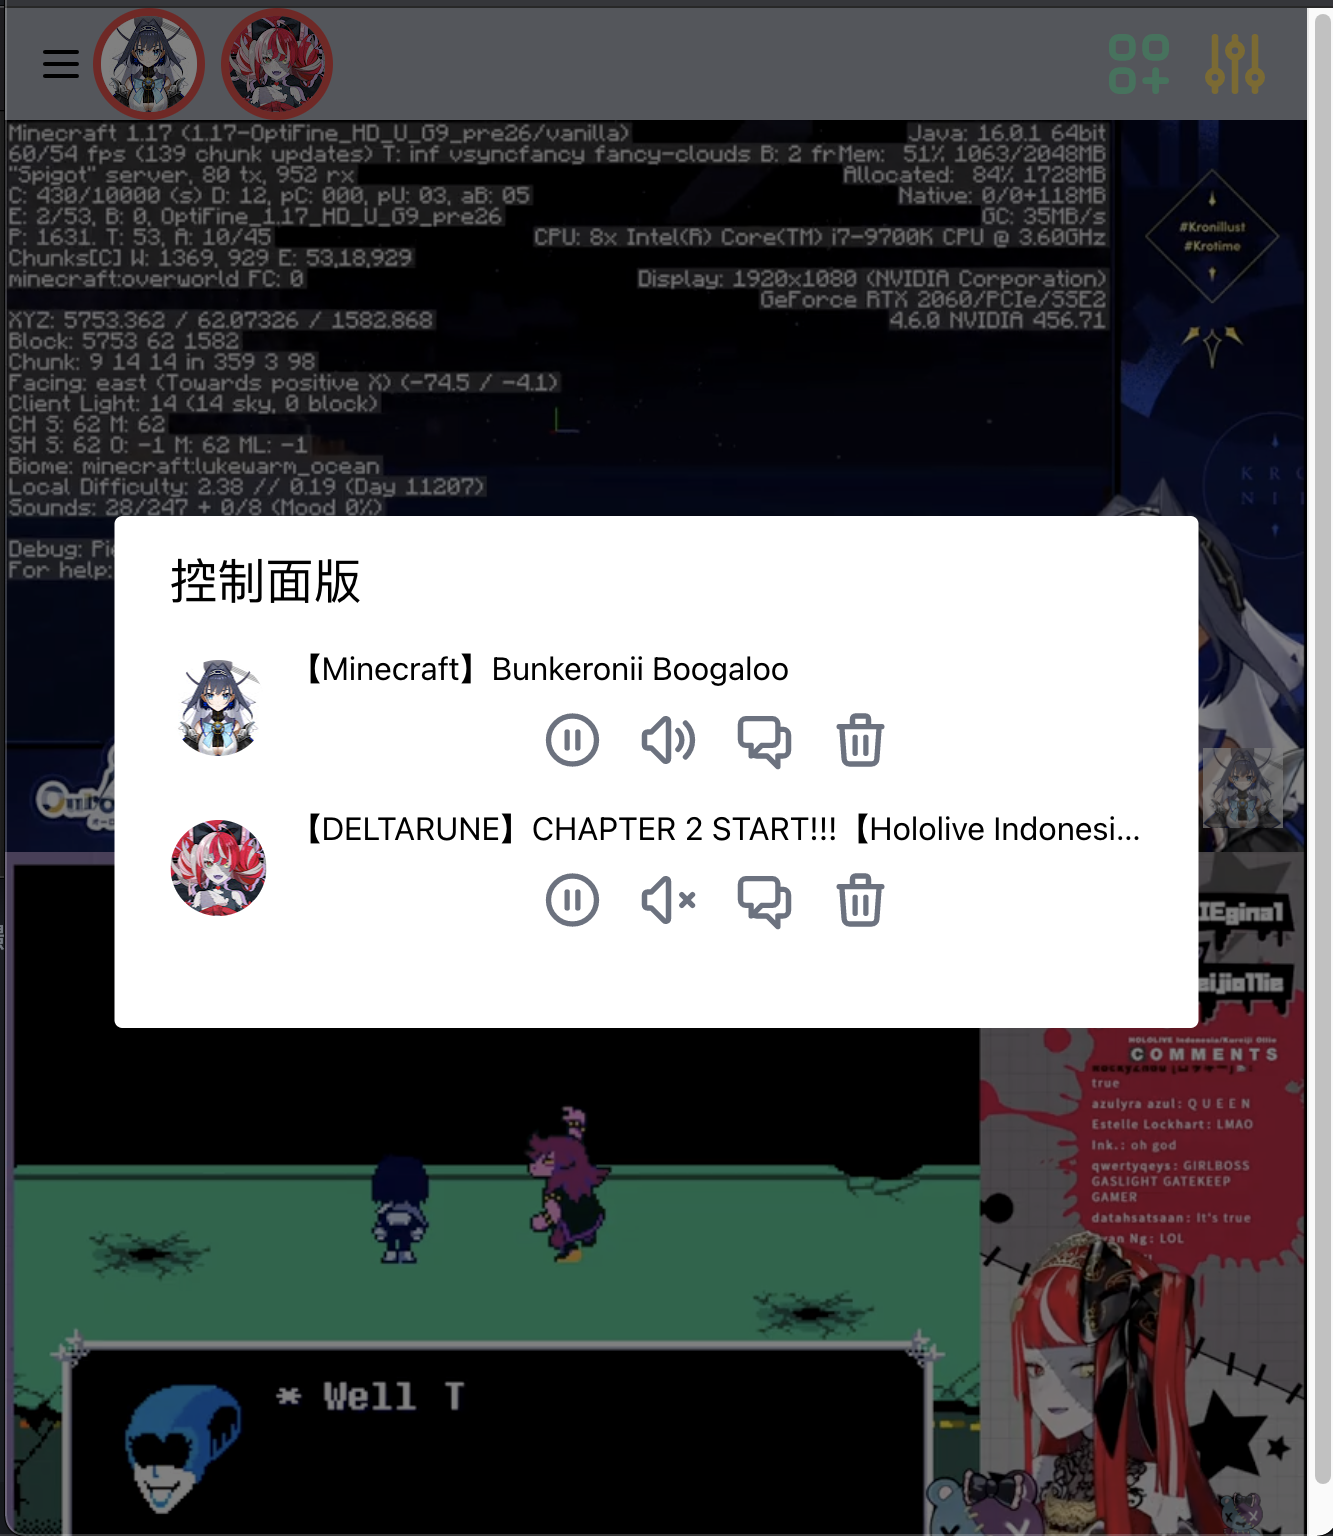 Minecraft 1.17 (1.17-OptiFine_HD_U_G9_pre26/vanilla)
60/54 fps (139 chunk updates) T: inf vsyncfancy fancy-clouds B: 2 fr
"Spigot" server, 80 tx, 952 rx
C: 430/10000 (s) D: 12, pC: 000, pU: 03, aB: 05
E: 2/53, B: 0, OptiFine_1.17_HD_U_G9_pre26
P: 1631. T: 53, A: 10/45
Chunks[C] W: 1369, 929 E: 53,18,929
minecraft:overworld FC: 0
XYZ: 5753.362 / 62.07326 / 1582.868
Block: 5753 62 1582
Chunk: 9 14 14 in 359 3 98
Facing: east (Towards positive X) (-74.5 / -4.1)
Client Light: 14 (14 sky, 0 block)
CH S: 62 M: 62
SH S: 62 O: -1 M: 62 ML: -1
Biome: minecraft:lukewarm_ocean
Local Difficulty: 2.38 // 0.19 (Day 11207)
Sounds: 28/247 + 0/8 (Mood 0%)
Debug: Pi
For help:
Java: 16.0.1 64bit
Mem: 51% 1063/2048MB
Allocated: 84% 1728MB
Native: 0/0+118MB
GC: 35MB/s
CPU: 8x Intel(R) Core(TM) i7-9700K CPU @ 3.60GHz
Display: 1920x1080 (NVIDIA Corporation)
GeForce RTX 2060/PCIe/SSE2
4.6.0 NVIDIA 456.71
#Kronillust
#Krotime
K R O
N I I
控制面版
【Minecraft】Bunkeronii Boogaloo
【DELTARUNE】CHAPTER 2 START!!!【Hololive Indonesi...
HOLOLIVE Indonesia/Kureiji Ollie
COMMENTS
true
azulyra azul: Q U E E N
Estelle Lockhart: LMAO
Ink.: oh god
qwertyqeys: GIRLBOSS
GASLIGHT GATEKEEP
GAMER
datahsatsaan: It's true
Ng: LOL
* Well T